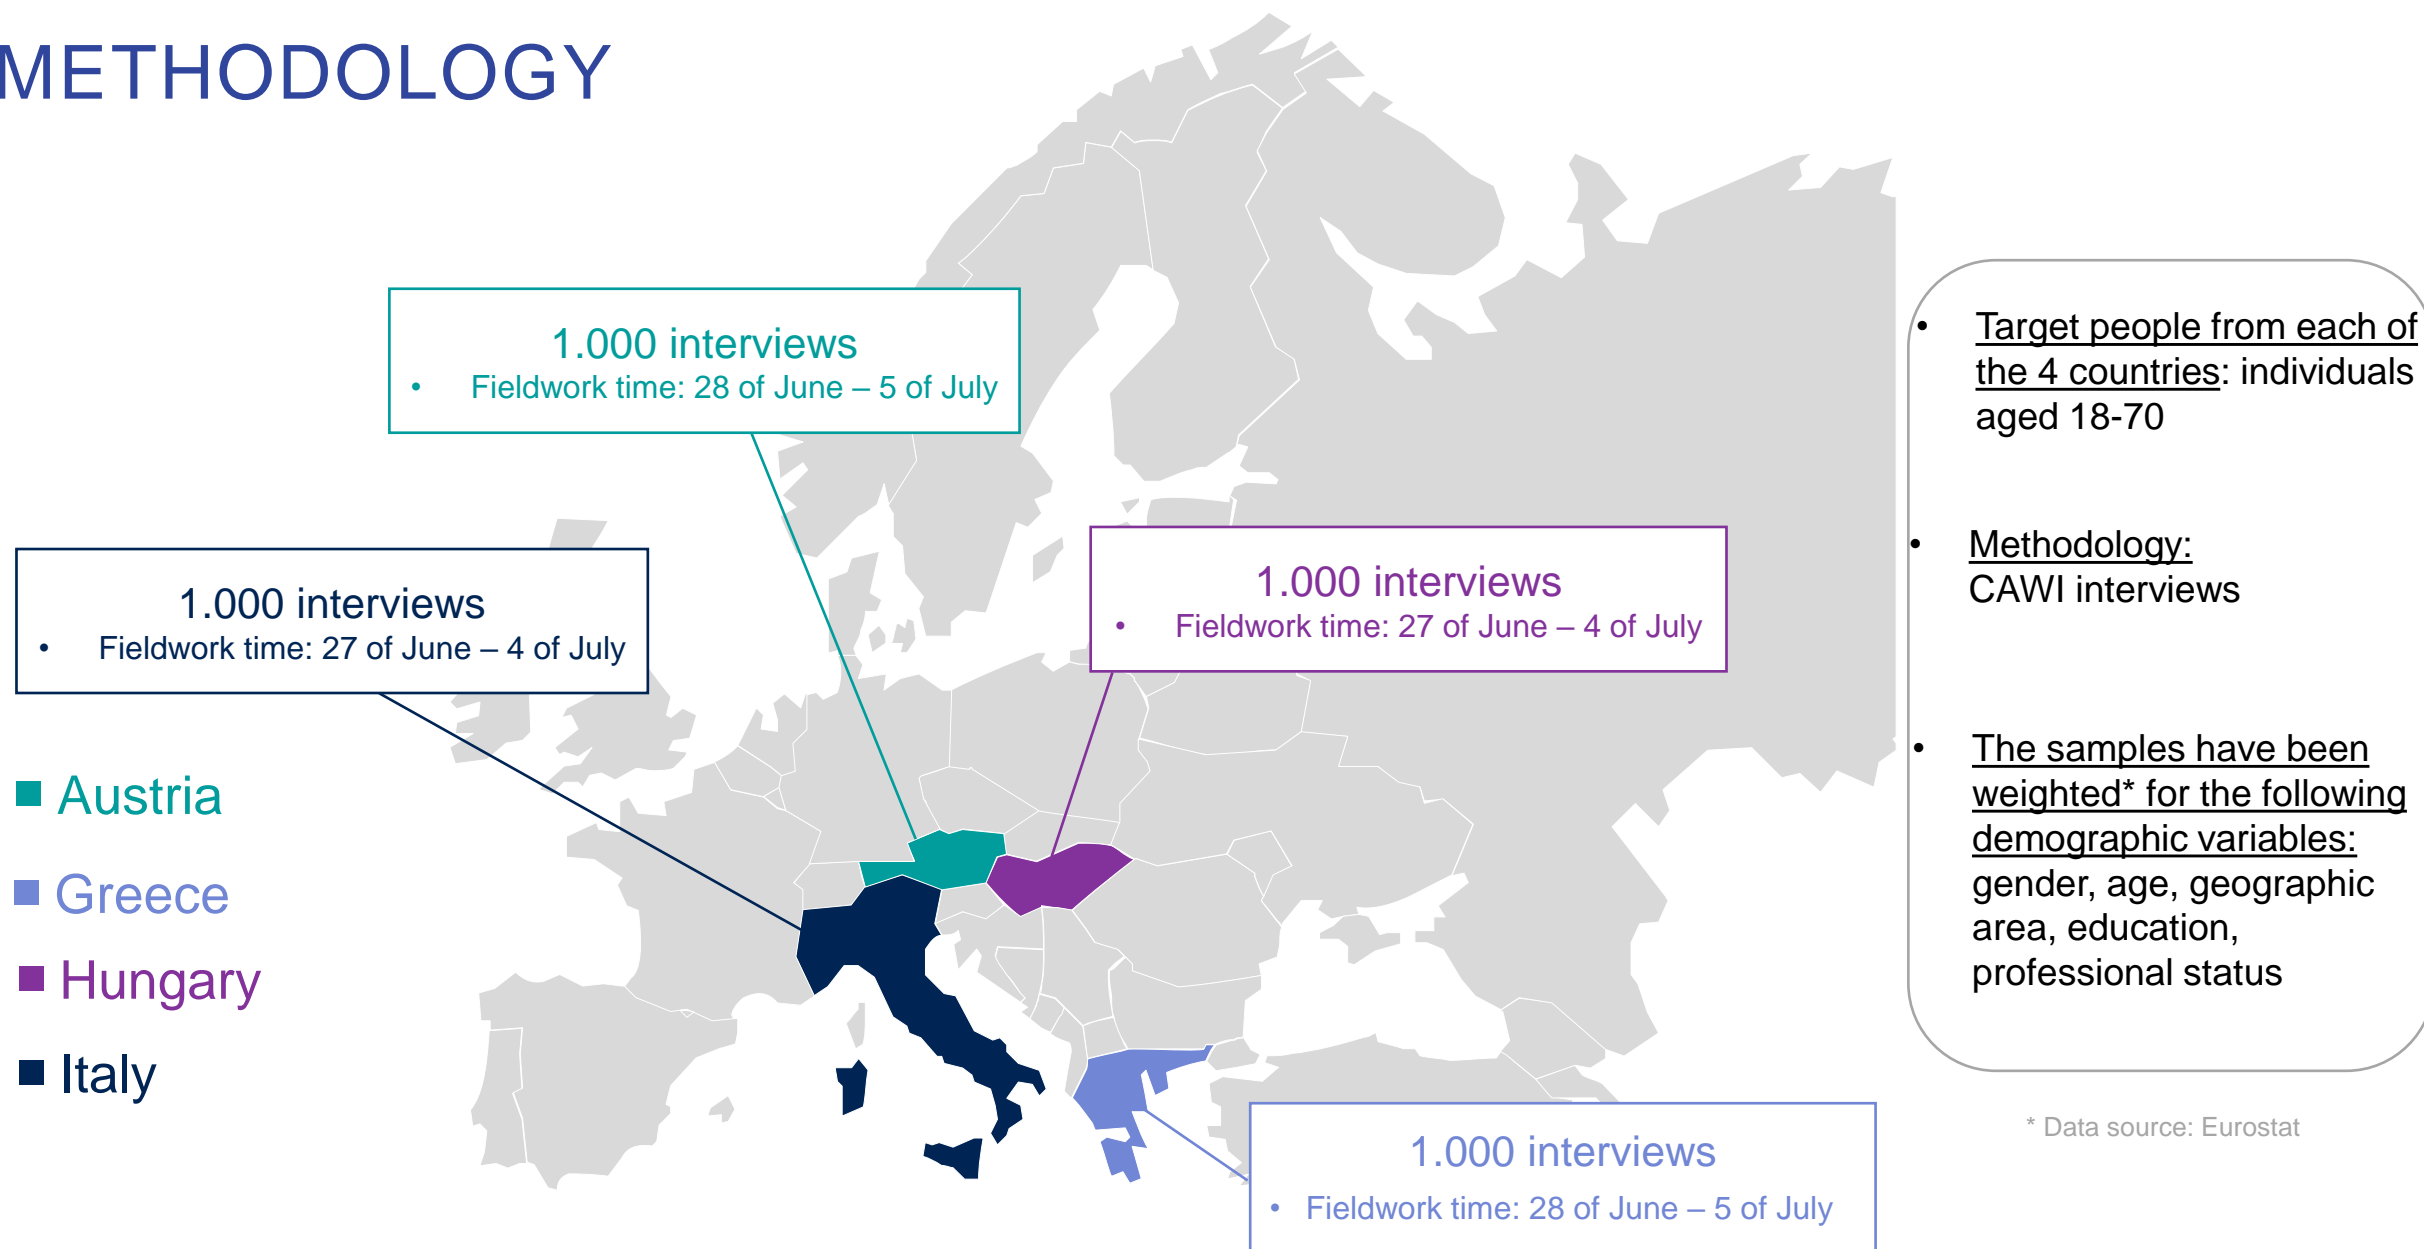 METHODOLOGY
1.000 interviews
• Fieldwork time: 28 of June – 5 of July
1.000 interviews
• Fieldwork time: 27 of June – 4 of July
1.000 interviews
• Fieldwork time: 27 of June – 4 of July
Austria
Greece
Hungary
Italy
1.000 interviews
• Fieldwork time: 28 of June – 5 of July
• Target people from each of
the 4 countries: individuals
aged 18-70
• Methodology:
CAWI interviews
• The samples have been
weighted* for the following
demographic variables:
gender, age, geographic
area, education,
professional status
* Data source: Eurostat